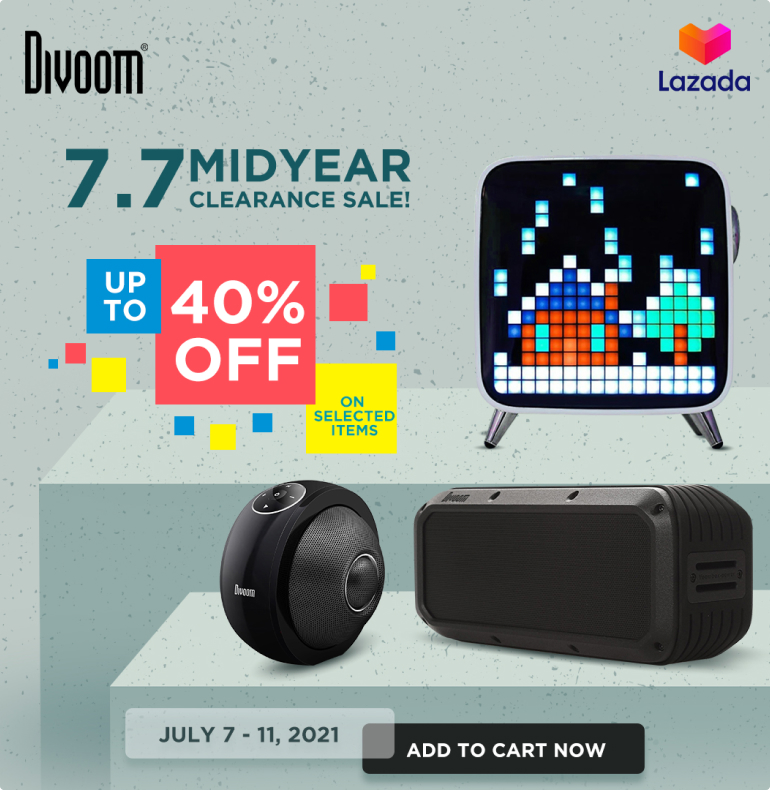 Divoom®
Lazada
7.7 MIDYEAR
CLEARANCE SALE!
UP
TO
40%
OFF
ON
SELECTED
ITEMS
Divoom
Divoom
JULY 7 - 11, 2021
ADD TO CART NOW